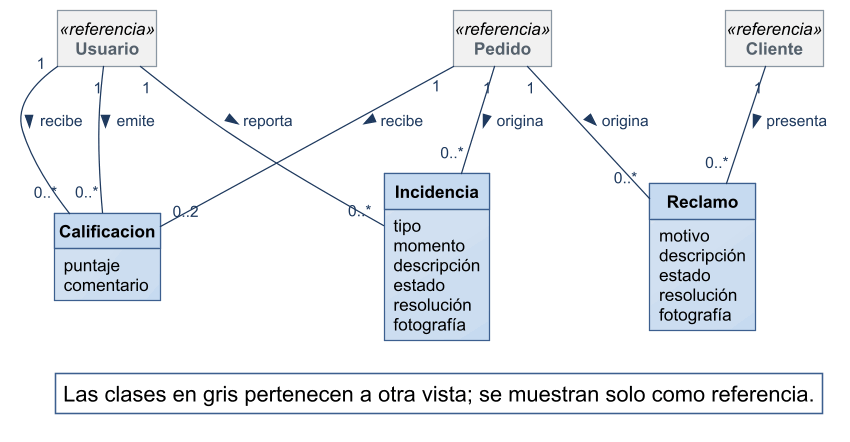 «referencia»
Usuario
«referencia»
Pedido
«referencia»
Cliente
1
1
1
1
1
1
1
recibe
emite
reporta
recibe
origina
origina
presenta
0..*
0..*
0..2
0..*
0..*
0..*
0..*
Calificacion
puntaje
comentario
Incidencia
tipo
momento
descripción
estado
resolución
fotografía
Reclamo
motivo
descripción
estado
resolución
fotografía
Las clases en gris pertenecen a otra vista; se muestran solo como referencia.